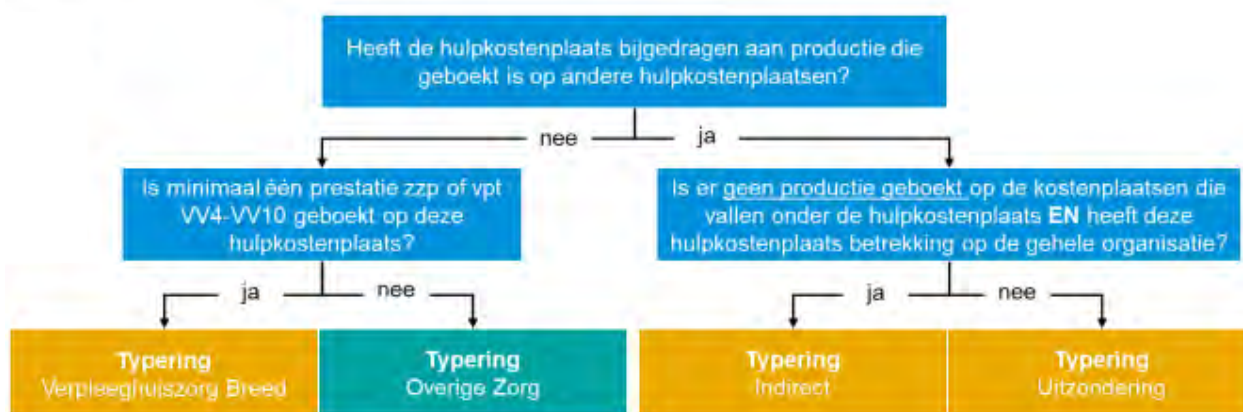 Heeft de hulpkostenplaats bijgedragen aan productie die
geboekt is op andere hulpkostenplaatsen?
nee
ja
Is minimaal één prestatie zzp of vpt
VV4-VV10 geboekt op deze
hulpkostenplaats?
Is er geen productie geboekt op de kostenplaatsen die
vallen onder de hulpkostenplaats EN heeft deze
hulpkostenplaats betrekking op de gehele organisatie?
ja
nee
ja
nee
Typering
Verpleeghuiszorg Breed
Typering
Overige Zorg
Typering
Indirect
Typering
Uitzondering